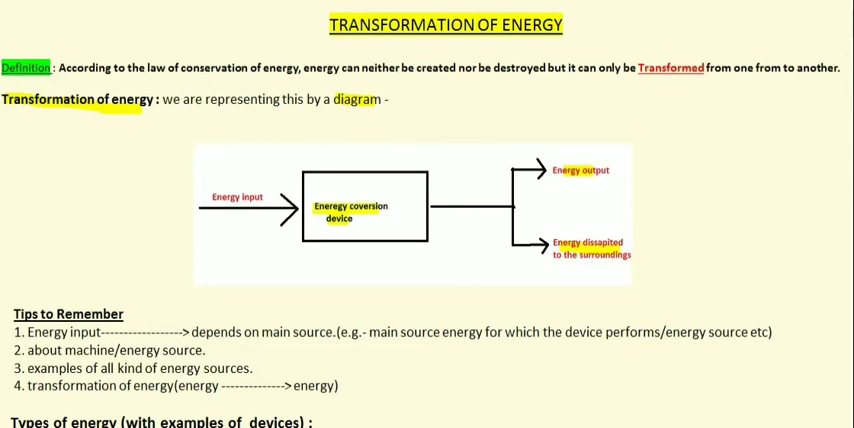 TRANSFORMATION OF ENERGY
Definition : According to the law of conservation of energy, energy can neither be created nor be destroyed but it can only be Transformed from one from to another.
Transformation of energy : we are representing this by a diagram -
Energy input
Eneregy coversion
device
Energy output
Energy dissapited
to the surroundings
Tips to Remember
1. Energy input------------------> depends on main source.(e.g.- main source energy for which the device performs/energy source etc)
2. about machine/energy source.
3. examples of all kind of energy sources.
4. transformation of energy(energy --------------> energy)
Types of energy (with examples of devices) :